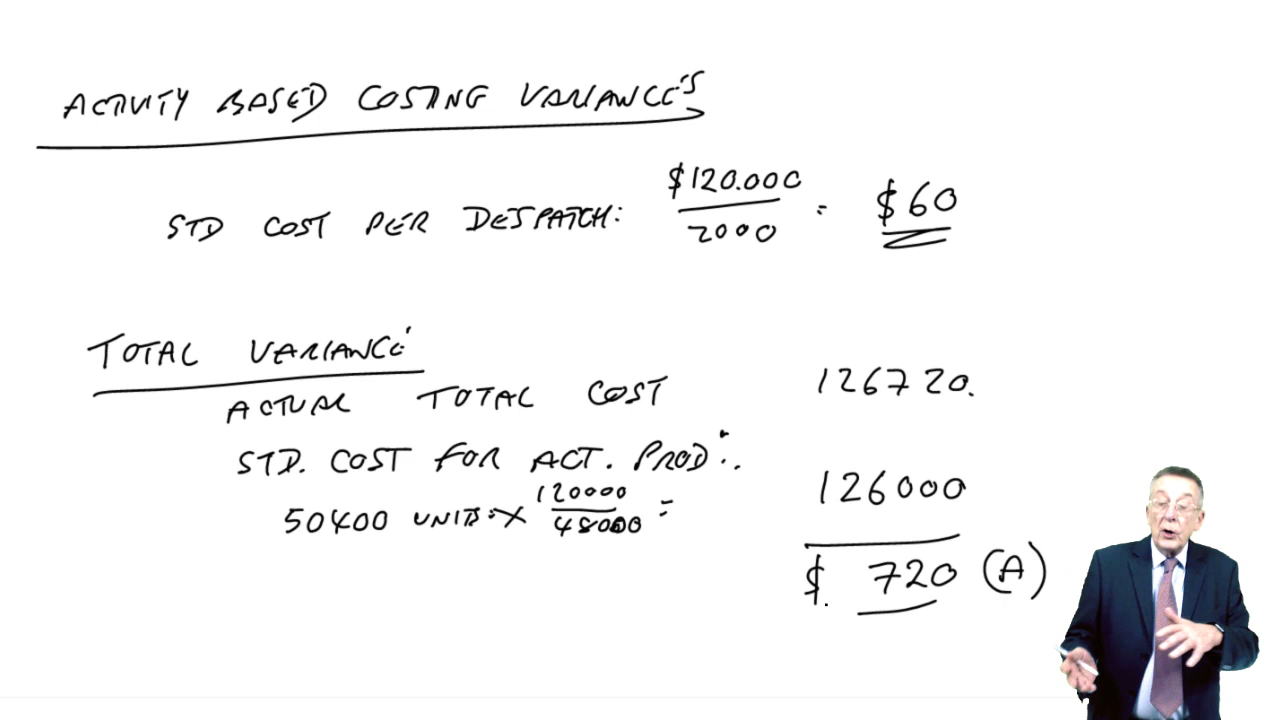 ACTIVITY BASED COSTING VARIANCE'S
STD COST PER DESPATCH: $120.000 / 2000 = $60
TOTAL VARIANCE:
ACTUAL TOTAL COST 126720.
STD. COST FOR ACT. PROD:.
50400 UNITS × 120000 / 48000 = 126000
$. 720 (A)